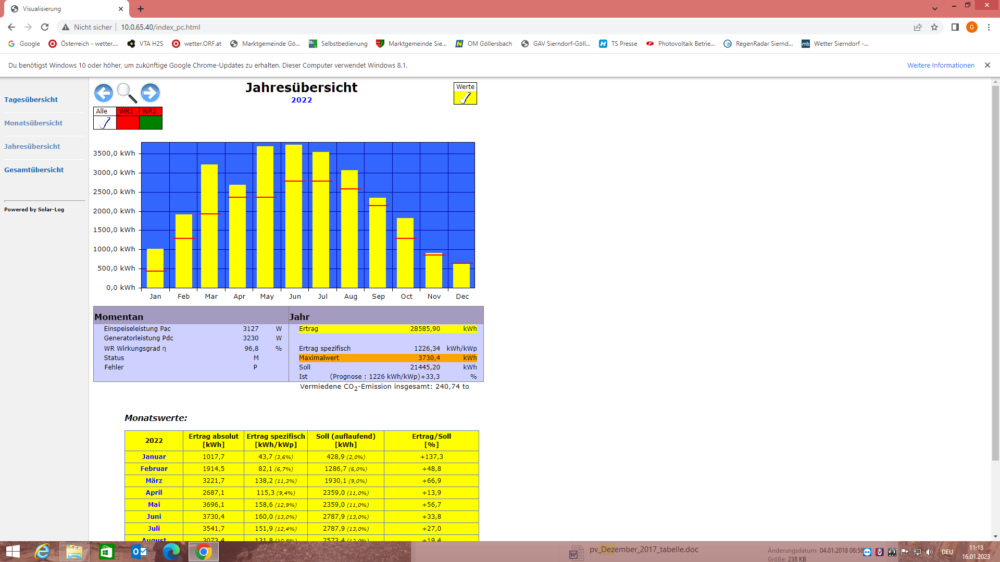 Visualisierung
Nicht sicher 10.0.65.40/index_pc.html
G
Google Österreich - wetter.... VTA H2S wetter.ORF.at Marktgemeinde Gö... Selbstbedienung Marktgemeinde Sie... OM Göllersbach GAV Sierndorf-Göll... TS Presse Photovoltaik Betrie... RegenRadar Siernd... Wetter Sierndorf -...
Du benötigst Windows 10 oder höher, um zukünftige Google Chrome-Updates zu erhalten. Dieser Computer verwendet Windows 8.1. Weitere Informationen
Tagesübersicht
Monatsübersicht
Jahresübersicht
Gesamtübersicht
Powered by Solar-Log
Jahresübersicht
2022
Werte
Alle WR1 WR2
3500,0 kWh
3000,0 kWh
2500,0 kWh
2000,0 kWh
1500,0 kWh
1000,0 kWh
500,0 kWh
0,0 kWh
Jan Feb Mar Apr May Jun Jul Aug Sep Oct Nov Dec
Momentan
Einspeiseleistung Pac 3127 W
Generatorleistung Pdc 3230 W
WR Wirkungsgrad η 96,8 %
Status M
Fehler P
Jahr
Ertrag 28585,90 kWh
Ertrag spezifisch 1226,34 kWh/kWp
Maximalwert 3730,4 kWh
Soll 21445,20 kWh
Ist (Prognose : 1226 kWh/kWp)+33,3 %
Vermiedene CO2-Emission insgesamt: 240,74 to
Monatswerte:
2022 Ertrag absolut [kWh] Ertrag spezifisch [kWh/kWp] Soll (auflaufend) [kWh] Ertrag/Soll [%]
Januar 1017,7 43,7 (3,6%) 428,9 (2,0%) +137,3
Februar 1914,5 82,1 (6,7%) 1286,7 (6,0%) +48,8
März 3221,7 138,2 (11,3%) 1930,1 (9,0%) +66,9
April 2687,1 115,3 (9,4%) 2359,0 (11,0%) +13,9
Mai 3696,1 158,6 (12,9%) 2359,0 (11,0%) +56,7
Juni 3730,4 160,0 (13,0%) 2787,9 (13,0%) +33,8
Juli 3541,7 151,9 (12,4%) 2787,9 (13,0%) +27,0
August 3073,4 131,8 (10,8%) 2573,4 (12,0%) +19,4
pv_Dezember_2017_tabelle.doc
Änderungsdatum: 04.01.2018 08:58
Größe: 238 KB
DEU
11:13
16.01.2023